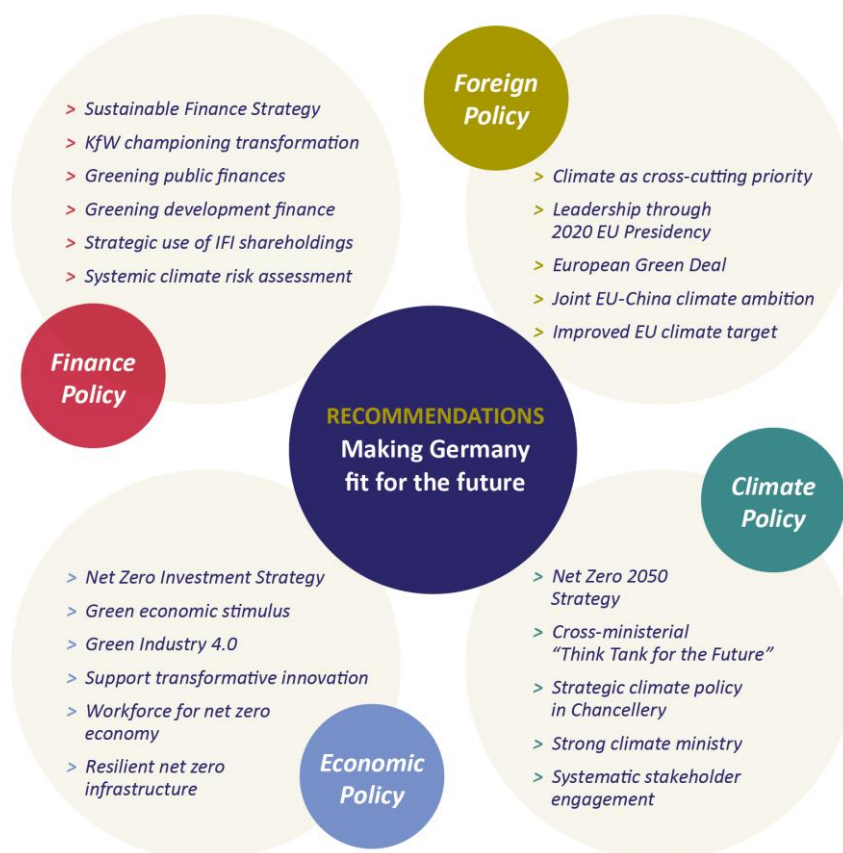 > Sustainable Finance Strategy
> KfW championing transformation
> Greening public finances
> Greening development finance
> Strategic use of IFI shareholdings
> Systemic climate risk assessment
Finance
Policy
Foreign
Policy
> Climate as cross-cutting priority
> Leadership through
2020 EU Presidency
> European Green Deal
> Joint EU-China climate ambition
> Improved EU climate target
RECOMMENDATIONS
Making Germany
fit for the future
> Net Zero Investment Strategy
> Green economic stimulus
> Green Industry 4.0
> Support transformative innovation
> Workforce for net zero
economy
> Resilient net zero
infrastructure
Economic
Policy
Climate
Policy
> Net Zero 2050
Strategy
> Cross-ministerial
“Think Tank for the Future”
> Strategic climate policy
in Chancellery
> Strong climate ministry
> Systematic stakeholder
engagement